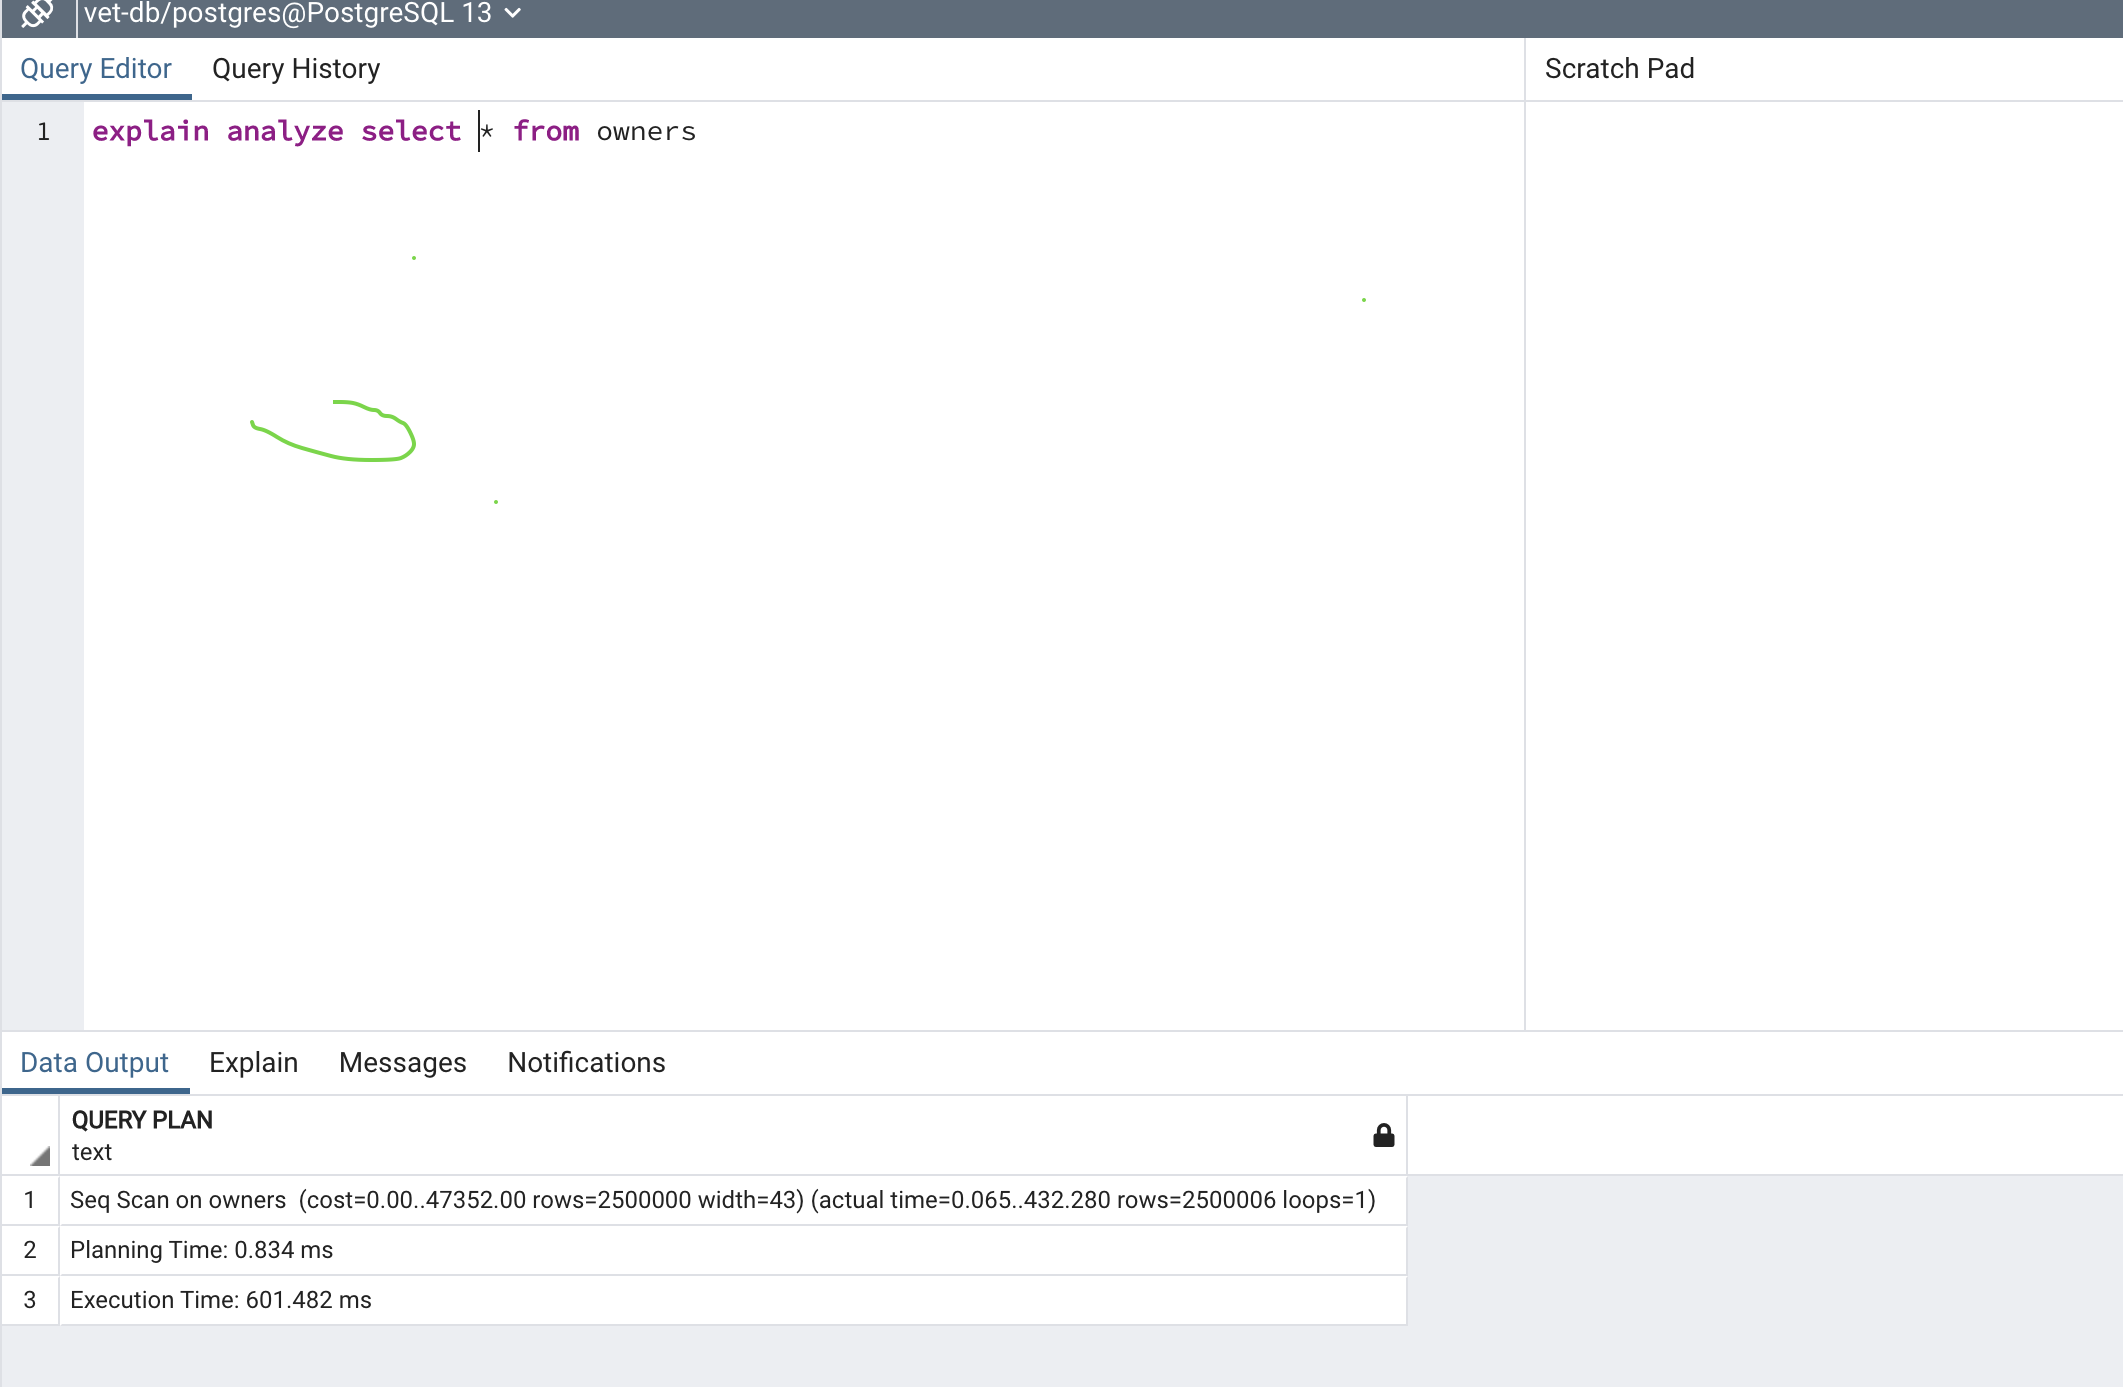 vet-db/postgres@PostgreSQL 13
Query Editor Query History Scratch Pad
1 explain analyze select * from owners
Data Output Explain Messages Notifications
QUERY PLAN
text
1 Seq Scan on owners  (cost=0.00..47352.00 rows=2500000 width=43) (actual time=0.065..432.280 rows=2500006 loops=1)
2 Planning Time: 0.834 ms
3 Execution Time: 601.482 ms